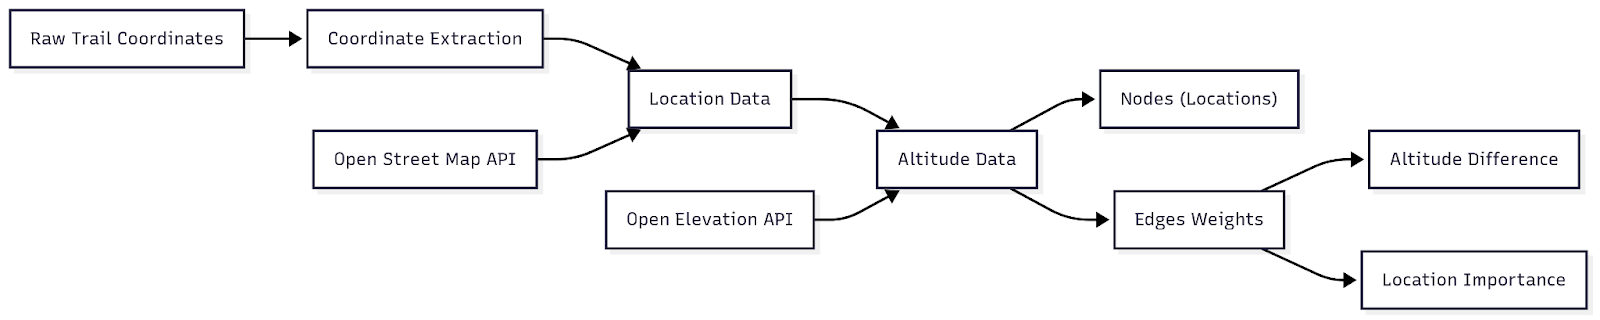 Raw Trail Coordinates
Coordinate Extraction
Location Data
Open Street Map API
Altitude Data
Open Elevation API
Nodes (Locations)
Edges Weights
Altitude Difference
Location Importance